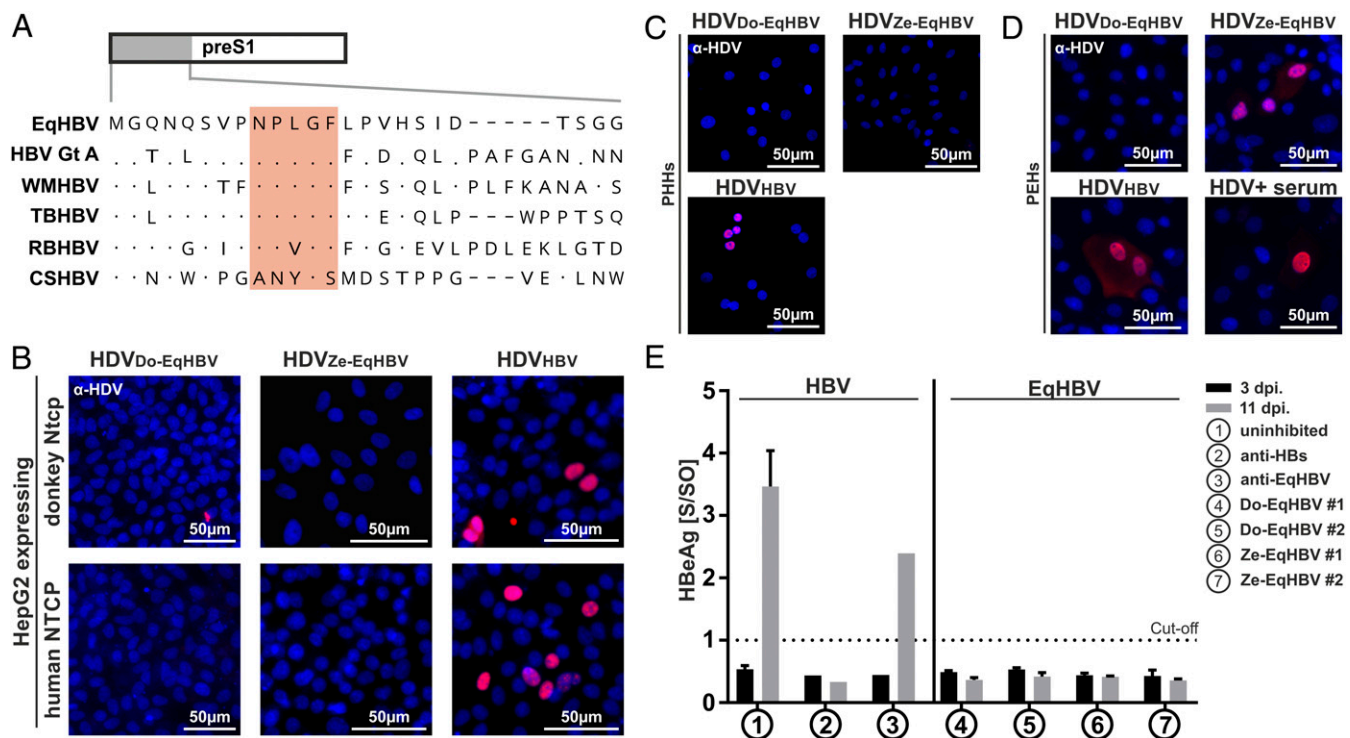 A
preS1
EqHBV M G Q N Q S V P N P L G F L P V H S I D - - - - - T S G G
HBV Gt A . . T . L . . . . . . . . F . D . Q L . P A F G A N . N N
WMHBV · · L · · T F · · · · · · F · S · Q L · P L F K A N A · S
TBHBV · · L · · · · · · · · · · · · E · Q L P - - - W P P T S Q
RBHBV · · · · G · I · · · V · · F · G · E V L P D L E K L G T D
CSHBV · · N · W · P G A N Y · S M D S T P P G - - - V E · L N W
B
HDVDo-EqHBV HDVZe-EqHBV HDVHBV
HepG2 expressing
donkey Ntcp
α-HDV
50μm 50μm 50μm
human NTCP
50μm 50μm 50μm
C
HDVDo-EqHBV HDVZe-EqHBV
PHHs
α-HDV
50μm 50μm
HDVHBV
50μm
D
HDVDo-EqHBV HDVZe-EqHBV
PEHs
α-HDV
50μm 50μm
HDVHBV HDV+ serum
50μm 50μm
E
HBV EqHBV
HBeAg [S/SO]
5
4
3
2
1
0
Cut-off
1 2 3 4 5 6 7
3 dpi.
11 dpi.
1 uninhibited
2 anti-HBs
3 anti-EqHBV
4 Do-EqHBV #1
5 Do-EqHBV #2
6 Ze-EqHBV #1
7 Ze-EqHBV #2